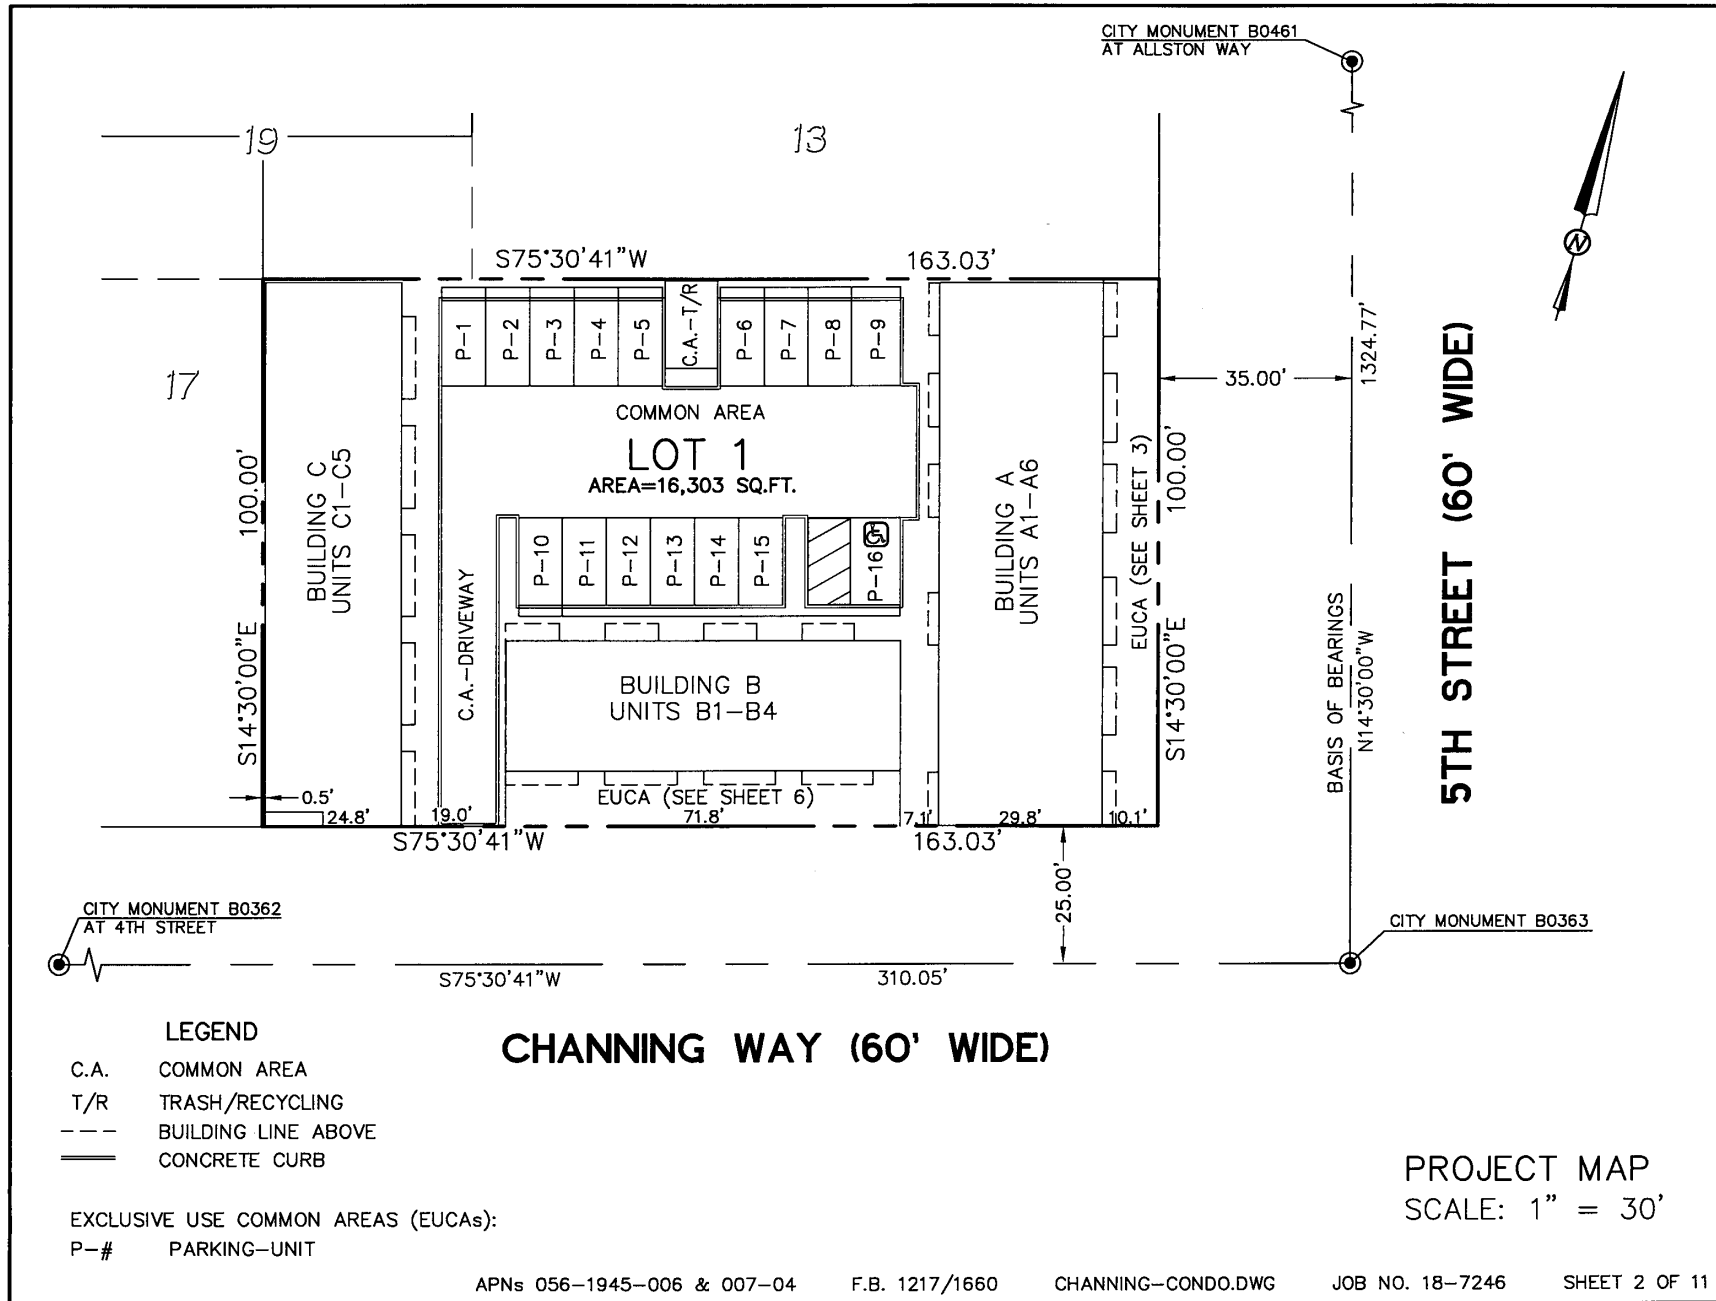 CITY MONUMENT B0461
AT ALLSTON WAY
19
13
N
S75°30'41"W
163.03'
17
P-1
P-2
P-3
P-4
P-5
C.A.-T/R
P-6
P-7
P-8
P-9
1324.77'
35.00'
COMMON AREA
LOT 1
AREA=16,303 SQ.FT.
100.00'
S14°30'00"E
BUILDING C
UNITS C1-C5
P-10
P-11
P-12
P-13
P-14
P-15
P-16
BUILDING A
UNITS A1-A6
EUCA (SEE SHEET 3)
100.00'
S14°30'00"E
5TH STREET (60' WIDE)
BASIS OF BEARINGS
N14°30'00"W
C.A.-DRIVEWAY
BUILDING B
UNITS B1-B4
EUCA (SEE SHEET 6)
0.5'
24.8'
19.0'
71.8'
7.1'
29.8'
10.1'
S75°30'41"W
163.03'
25.00'
CITY MONUMENT B0362
AT 4TH STREET
CITY MONUMENT B0363
S75°30'41"W
310.05'
CHANNING WAY (60' WIDE)
LEGEND
C.A. COMMON AREA
T/R TRASH/RECYCLING
BUILDING LINE ABOVE
CONCRETE CURB
EXCLUSIVE USE COMMON AREAS (EUCAs):
P-# PARKING-UNIT
PROJECT MAP
SCALE: 1" = 30'
APNs 056-1945-006 & 007-04 F.B. 1217/1660 CHANNING-CONDO.DWG JOB NO. 18-7246 SHEET 2 OF 11